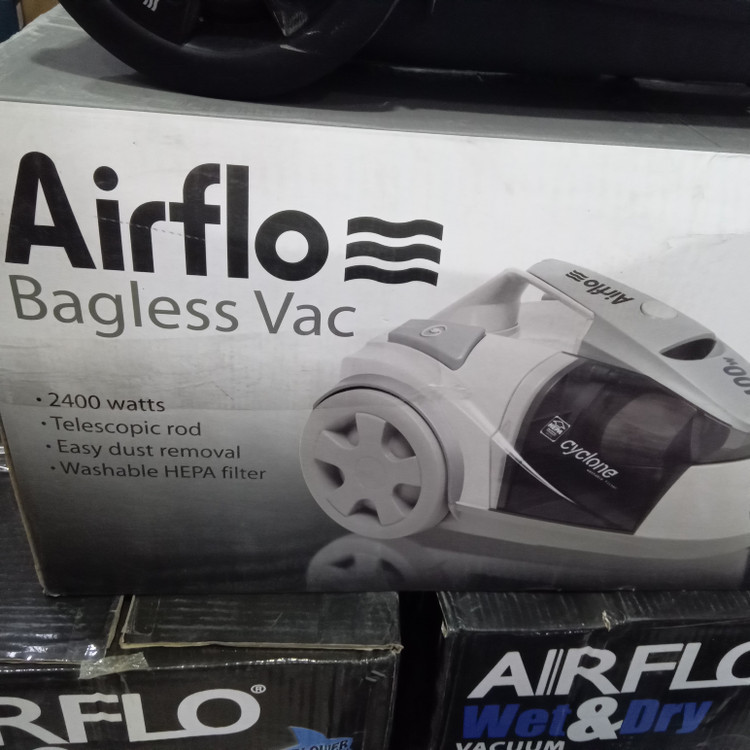 Airflo
Bagless Vac
• 2400 watts
• Telescopic rod
• Easy dust removal
• Washable HEPA filter
Airflo
HEPA
cyclone
RFLO®
AIRFLO
Wet&Dry
VACUUM